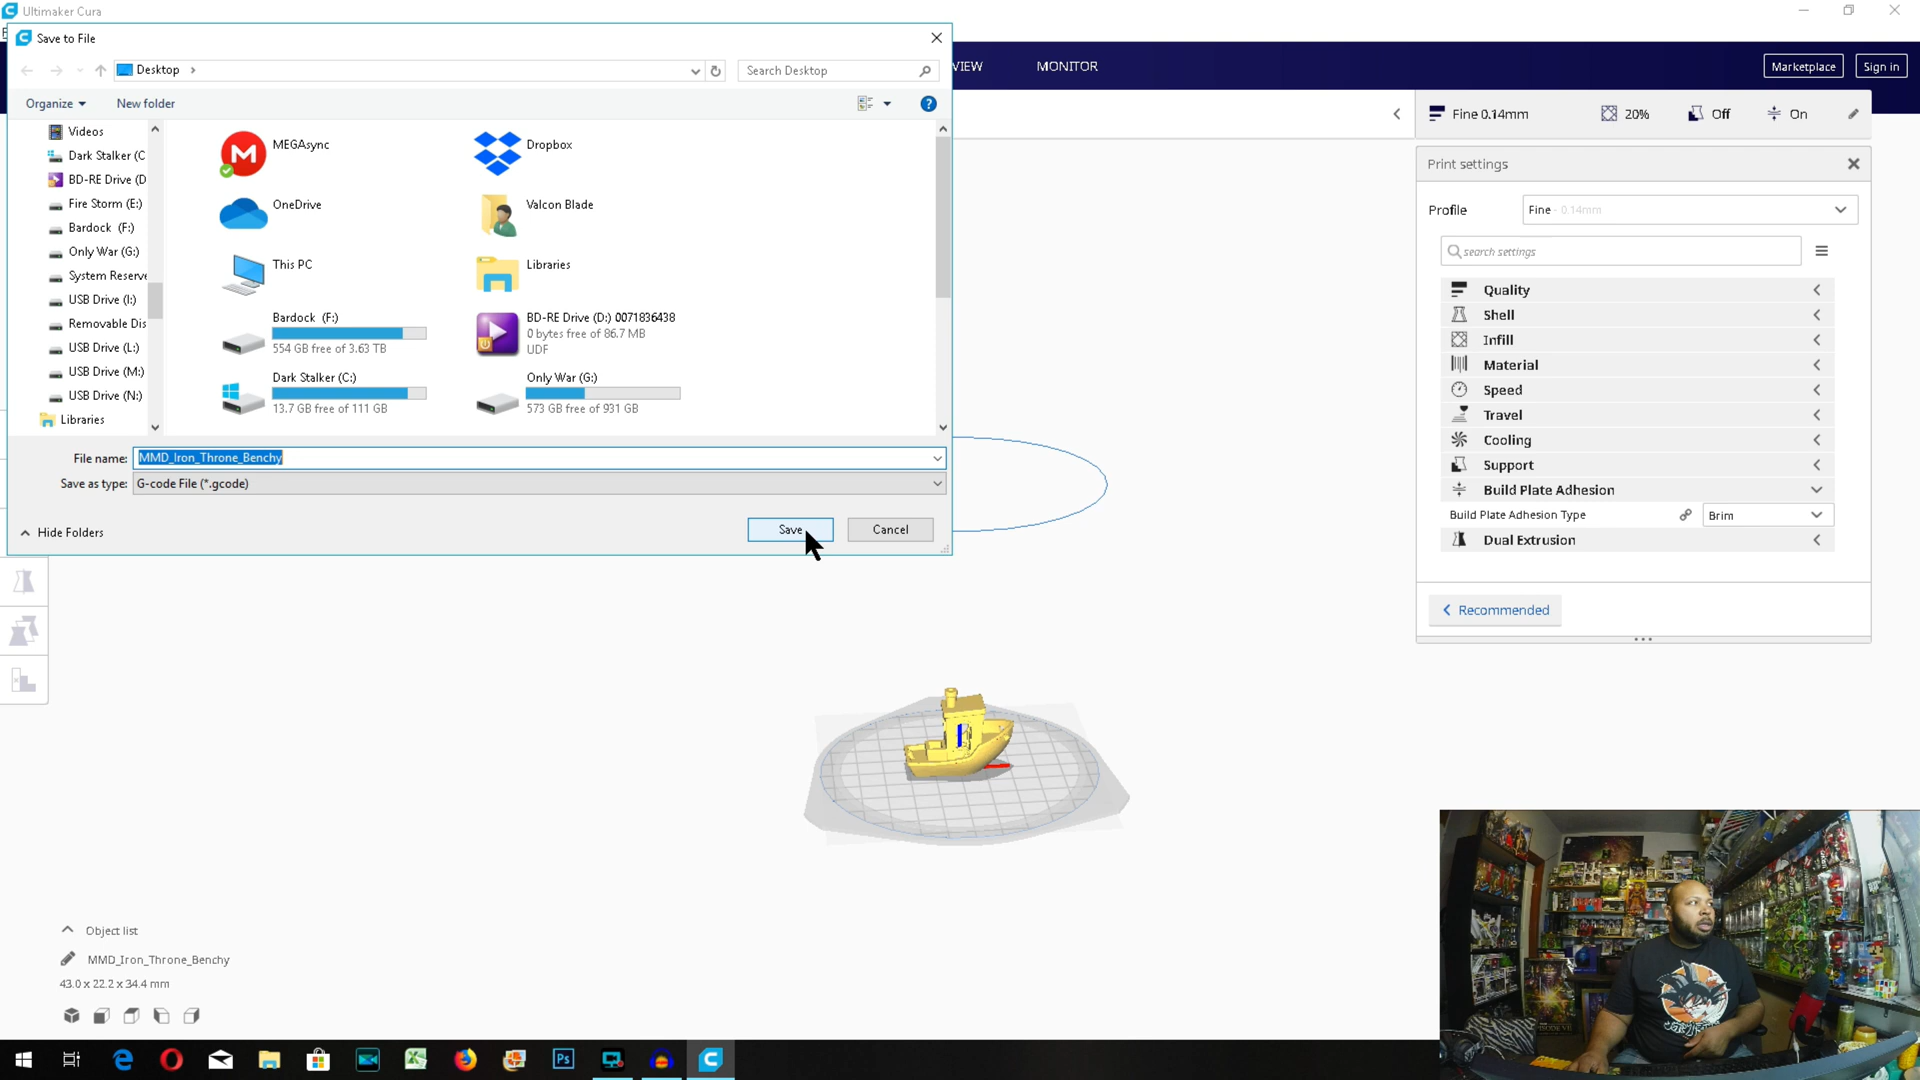 Ultimaker Cura
Save to File
Desktop
Search Desktop
Organize
New folder
Videos
Dark Stalker (C
BD-RE Drive (D
Fire Storm (E:)
Bardock (F:)
Only War (G:)
System Reserve
USB Drive (I:)
Removable Dis
USB Drive (L:)
USB Drive (M:)
USB Drive (N:)
Libraries
MEGAsync
Dropbox
OneDrive
Valcon Blade
This PC
Libraries
Bardock (F:)
554 GB free of 3.63 TB
BD-RE Drive (D:) 0071836438
0 bytes free of 86.7 MB
UDF
Dark Stalker (C:)
13.7 GB free of 111 GB
Only War (G:)
573 GB free of 931 GB
File name: MMD_Iron_Throne_Benchy
Save as type: G-code File (*.gcode)
Hide Folders
Save
Cancel
VIEW
MONITOR
Marketplace
Sign in
Fine 0.14mm
20%
Off
On
Print settings
Profile
Fine - 0.14mm
search settings
Quality
Shell
Infill
Material
Speed
Travel
Cooling
Support
Build Plate Adhesion
Build Plate Adhesion Type
Brim
Dual Extrusion
Recommended
Object list
MMD_Iron_Throne_Benchy
43.0 x 22.2 x 34.4 mm
Ps